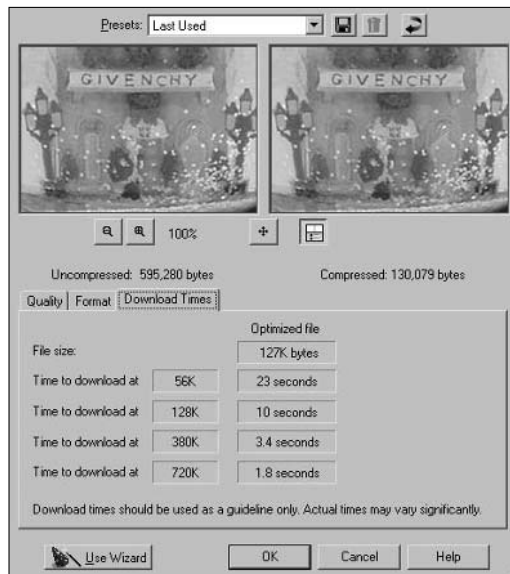 Presets: Last Used
GIVENCHY GIVENCHY
100%
Uncompressed: 595,280 bytes Compressed: 130,079 bytes
Quality Format Download Times
Optimized file
File size: 127K bytes
Time to download at 56K 23 seconds
Time to download at 128K 10 seconds
Time to download at 380K 3.4 seconds
Time to download at 720K 1.8 seconds
Download times should be used as a guideline only. Actual times may vary significantly.
Use Wizard OK Cancel Help